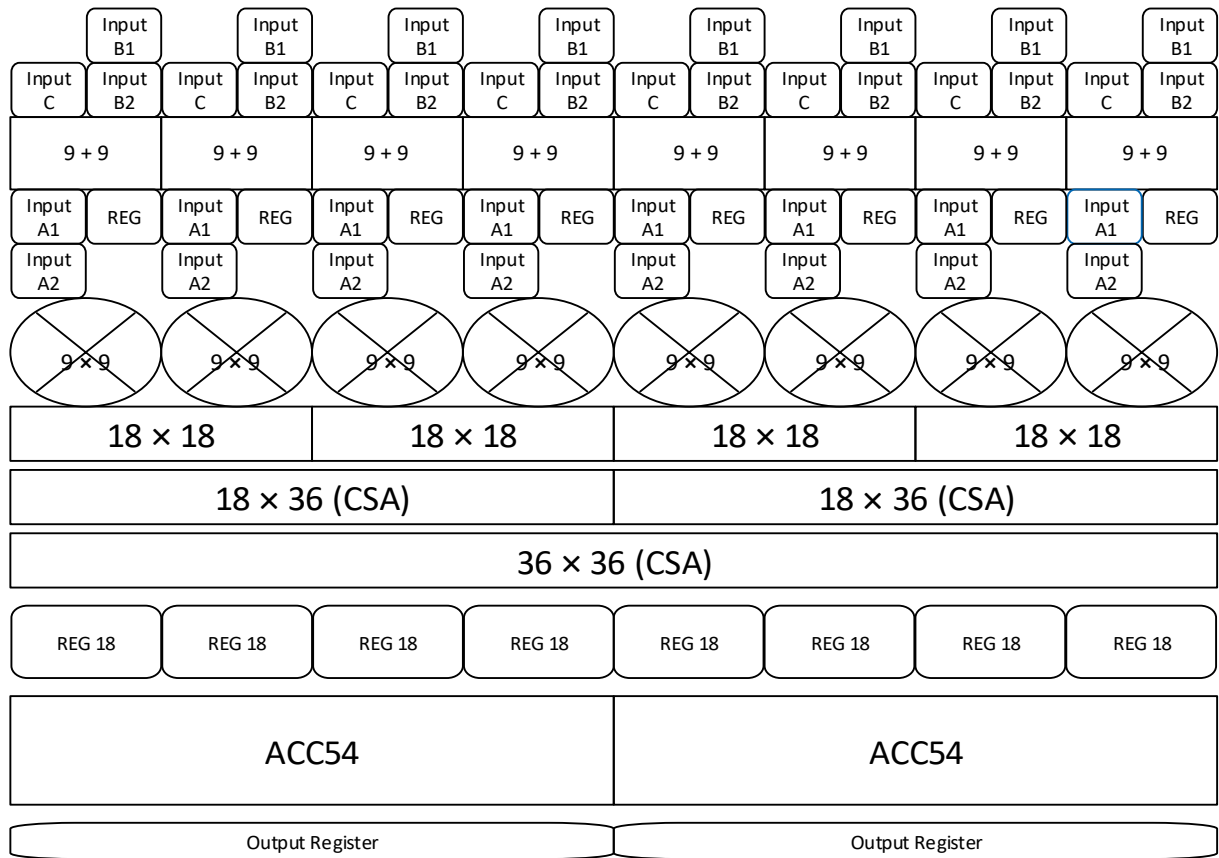 Input Input Input Input Input Input Input Input
B1 B1 B1 B1 B1 B1 B1 B1
Input Input Input Input Input Input Input Input Input Input Input Input Input Input Input Input
C B2 C B2 C B2 C B2 C B2 C B2 C B2 C B2
9 + 9 9 + 9 9 + 9 9 + 9 9 + 9 9 + 9 9 + 9 9 + 9
Input REG Input REG Input REG Input REG Input REG Input REG Input REG Input REG
A1 A1 A1 A1 A1 A1 A1 A1
Input Input Input Input Input Input Input Input
A2 A2 A2 A2 A2 A2 A2 A2
9 × 9 9 × 9 9 × 9 9 × 9 9 × 9 9 × 9 9 × 9 9 × 9
18 × 18 18 × 18 18 × 18 18 × 18
18 × 36 (CSA) 18 × 36 (CSA)
36 × 36 (CSA)
REG 18 REG 18 REG 18 REG 18 REG 18 REG 18 REG 18 REG 18
ACC54 ACC54
Output Register Output Register